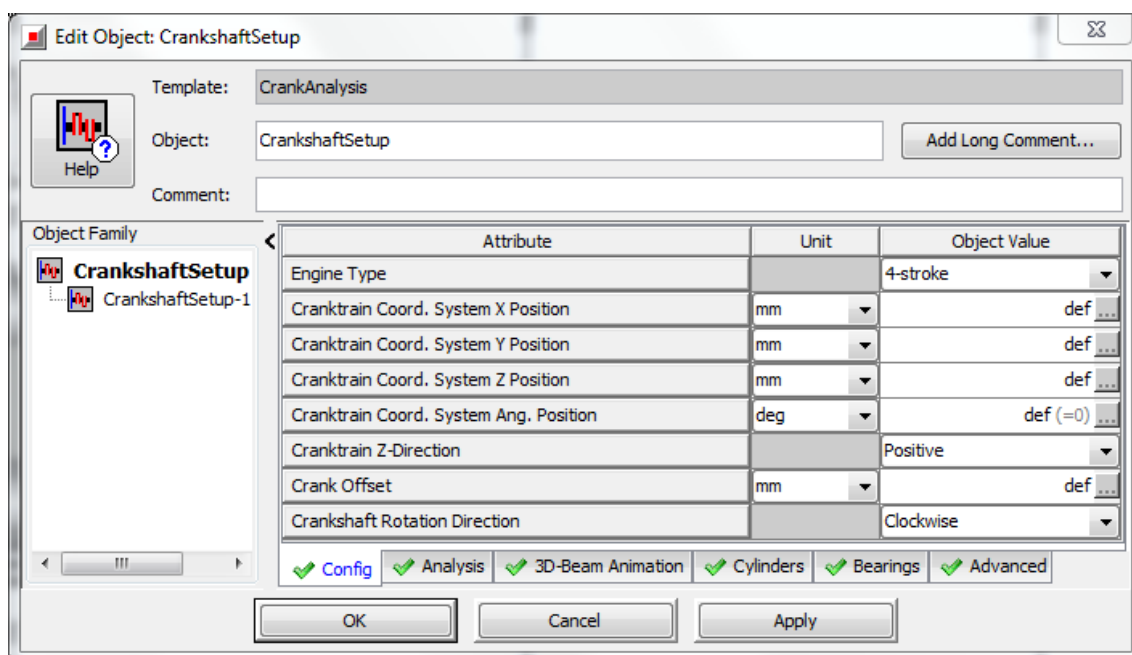 Edit Object: CrankshaftSetup
Template: CrankAnalysis
Help
Object: CrankshaftSetup Add Long Comment...
Comment:
Object Family
CrankshaftSetup
CrankshaftSetup-1
Attribute Unit Object Value
Engine Type 4-stroke
Cranktrain Coord. System X Position mm def ...
Cranktrain Coord. System Y Position mm def ...
Cranktrain Coord. System Z Position mm def ...
Cranktrain Coord. System Ang. Position deg def (=0) ...
Cranktrain Z-Direction Positive
Crank Offset mm def ...
Crankshaft Rotation Direction Clockwise
Config Analysis 3D-Beam Animation Cylinders Bearings Advanced
OK Cancel Apply